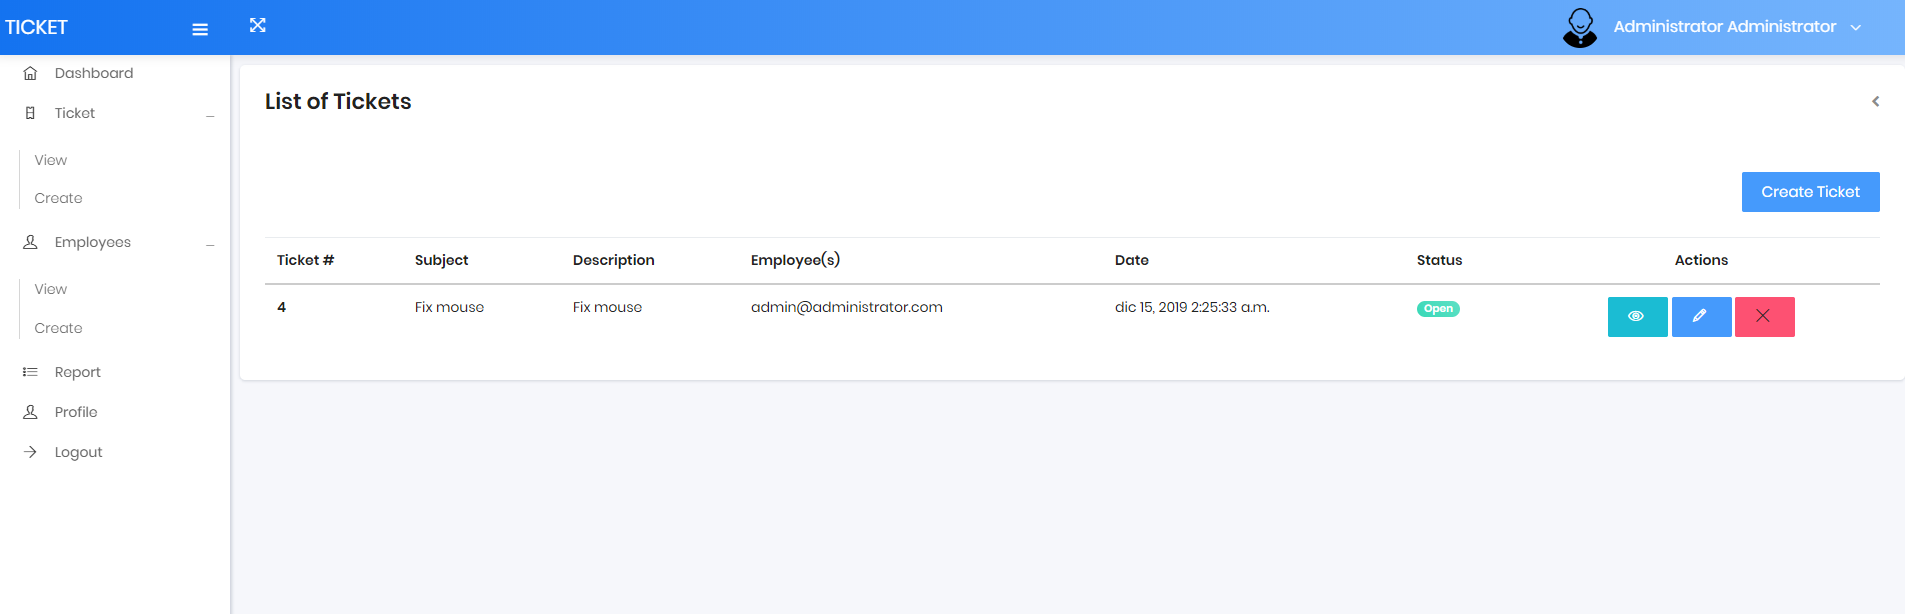 TICKET
Administrator Administrator
Dashboard
Ticket
View
Create
Employees
View
Create
Report
Profile
Logout
List of Tickets
Create Ticket
Ticket # Subject Description Employee(s) Date Status Actions
4 Fix mouse Fix mouse admin@administrator.com dic 15, 2019 2:25:33 a.m. Open